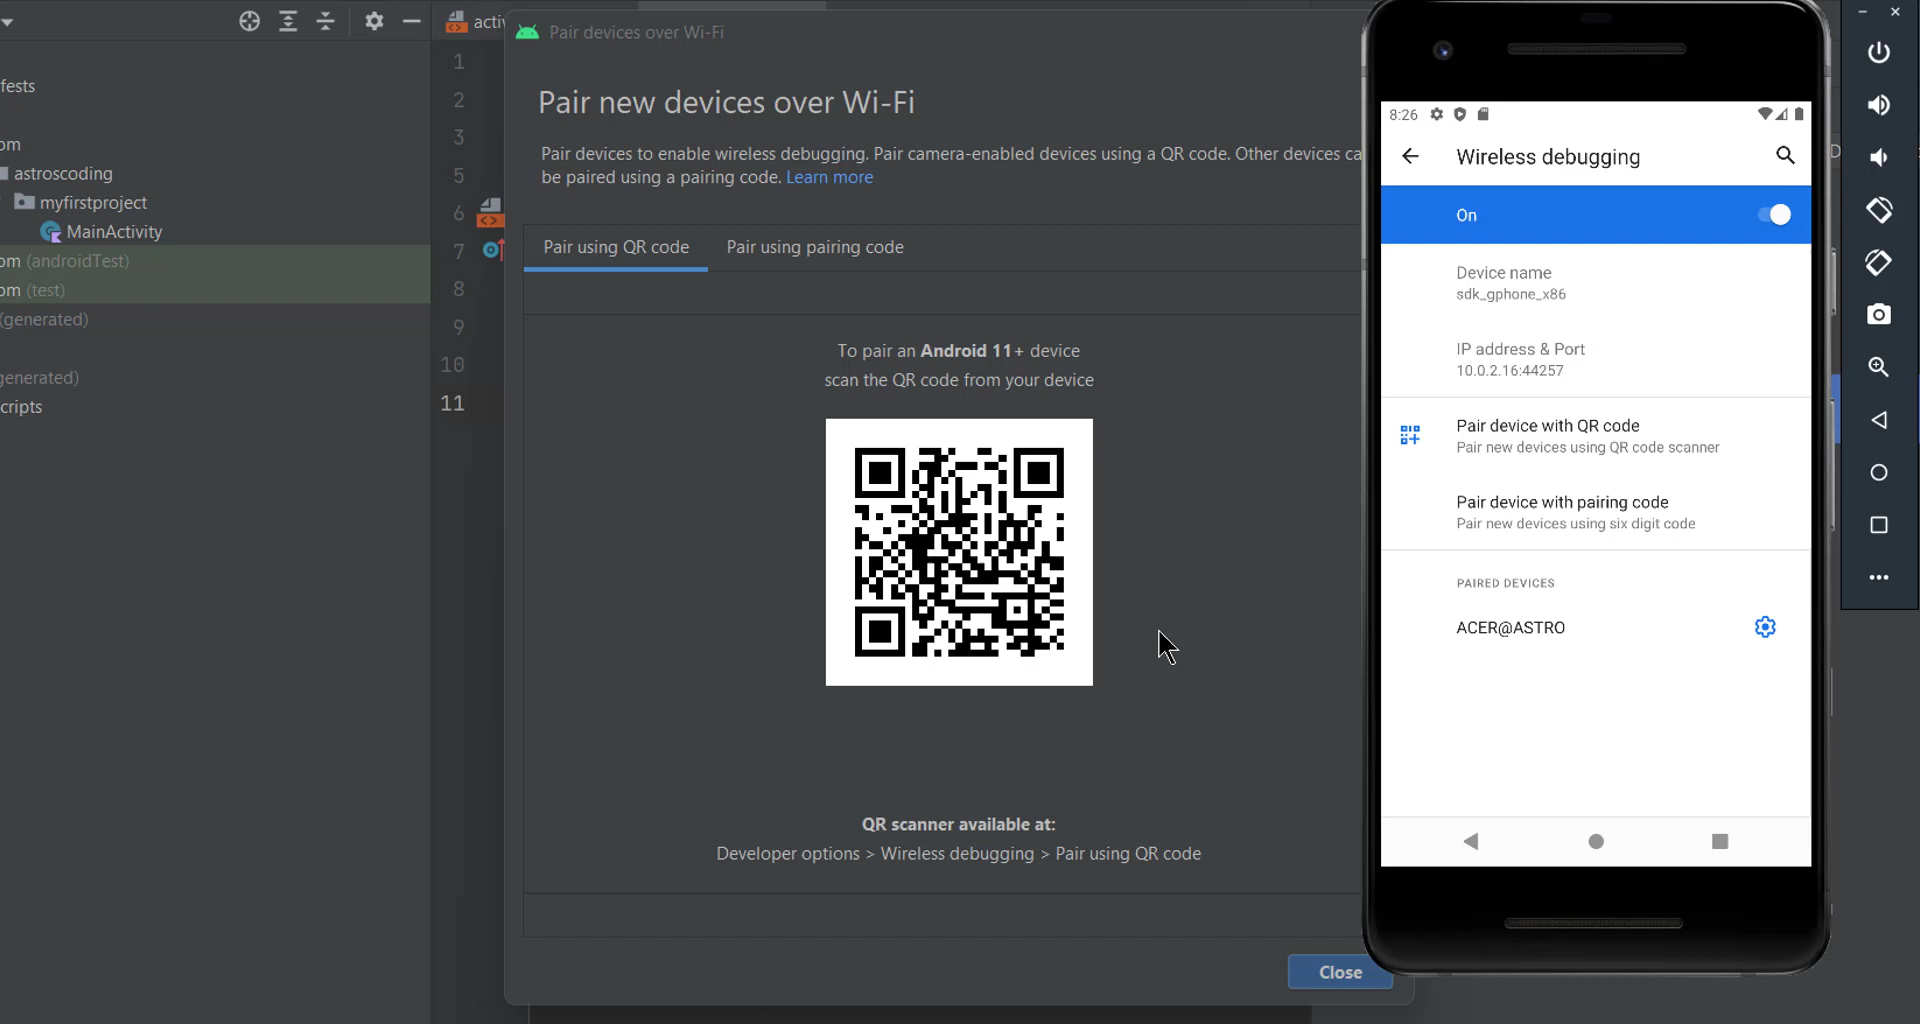 fests
om
astroscoding
myfirstproject
MainActivity
om (androidTest)
om (test)
(generated)
generated)
cripts
activ
1
2
3
5
6
7
8
9
10
11
Pair devices over Wi-Fi
Pair new devices over Wi-Fi
Pair devices to enable wireless debugging. Pair camera-enabled devices using a QR code. Other devices ca
be paired using a pairing code. Learn more
Pair using QR code Pair using pairing code
To pair an Android 11+ device
scan the QR code from your device
QR scanner available at:
Developer options > Wireless debugging > Pair using QR code
Close
8:26
Wireless debugging
On
Device name
sdk_gphone_x86
IP address & Port
10.0.2.16:44257
Pair device with QR code
Pair new devices using QR code scanner
Pair device with pairing code
Pair new devices using six digit code
PAIRED DEVICES
ACER@ASTRO